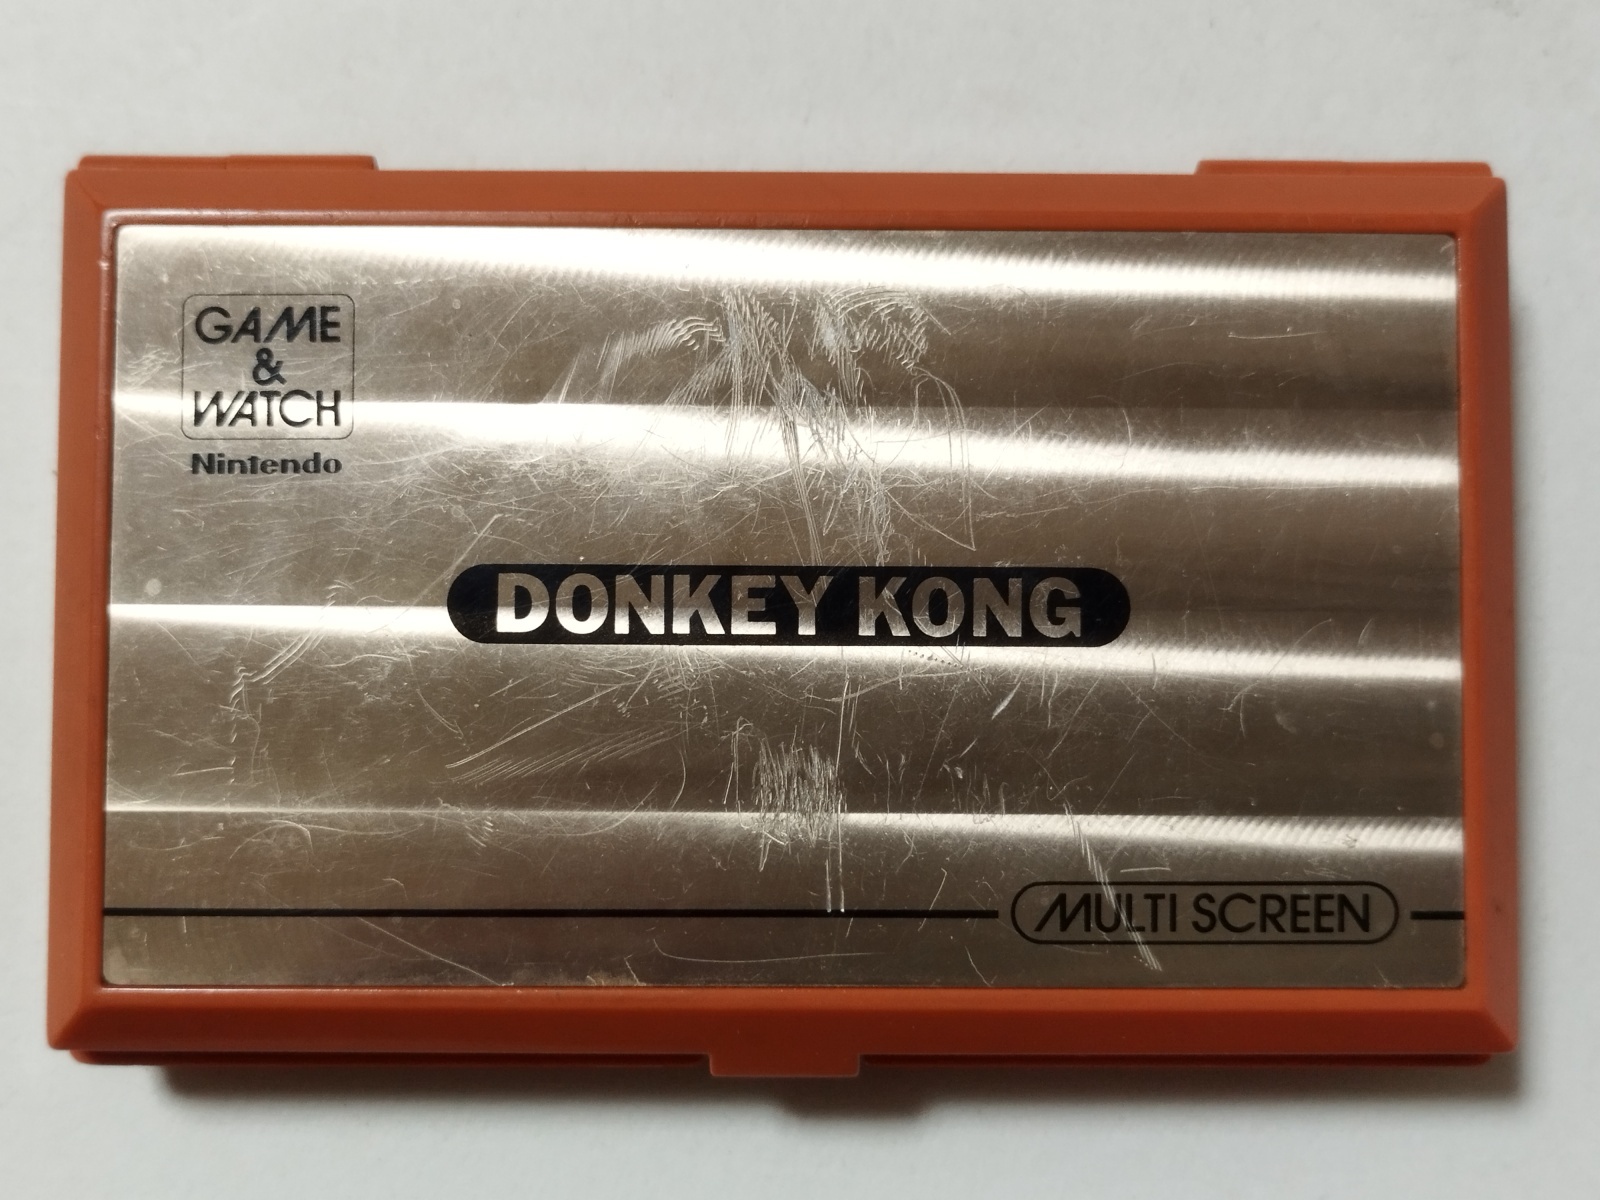 GAME
&
WATCH
Nintendo
DONKEY KONG
MULTI SCREEN